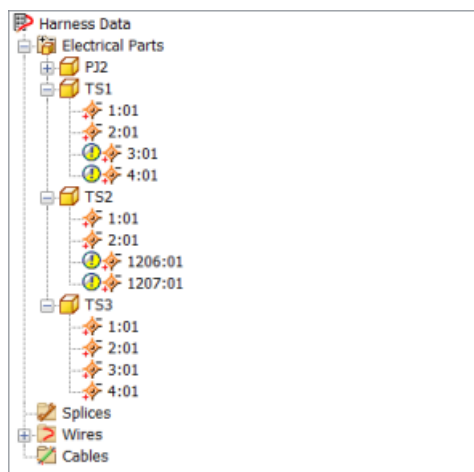 Harness Data
Electrical Parts
PJ2
TS1
1:01
2:01
3:01
4:01
TS2
1:01
2:01
1206:01
1207:01
TS3
1:01
2:01
3:01
4:01
Splices
Wires
Cables